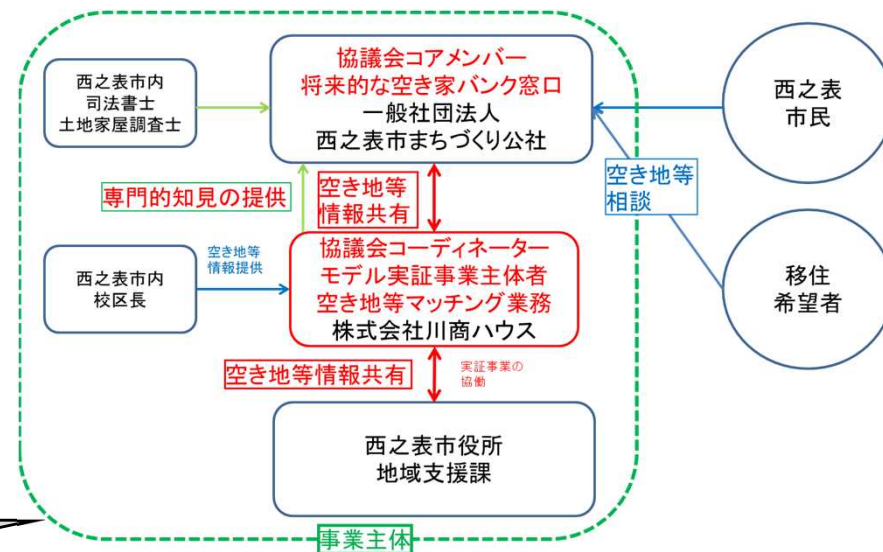 西之表市内
司法書士
土地家屋調査士
協議会コアメンバー
将来的な空き家バンク窓口
一般社団法人
西之表市まちづくり公社
西之表
市民
専門的知見の提供
空き地等
情報共有
空き地等
相談
西之表市内
校区長
空き地等
情報提供
協議会コーディネーター
モデル実証事業主体者
空き地等マッチング業務
株式会社川商ハウス
移住
希望者
空き地等情報共有
実証事業の
協働
西之表市役所
地域支援課
事業主体